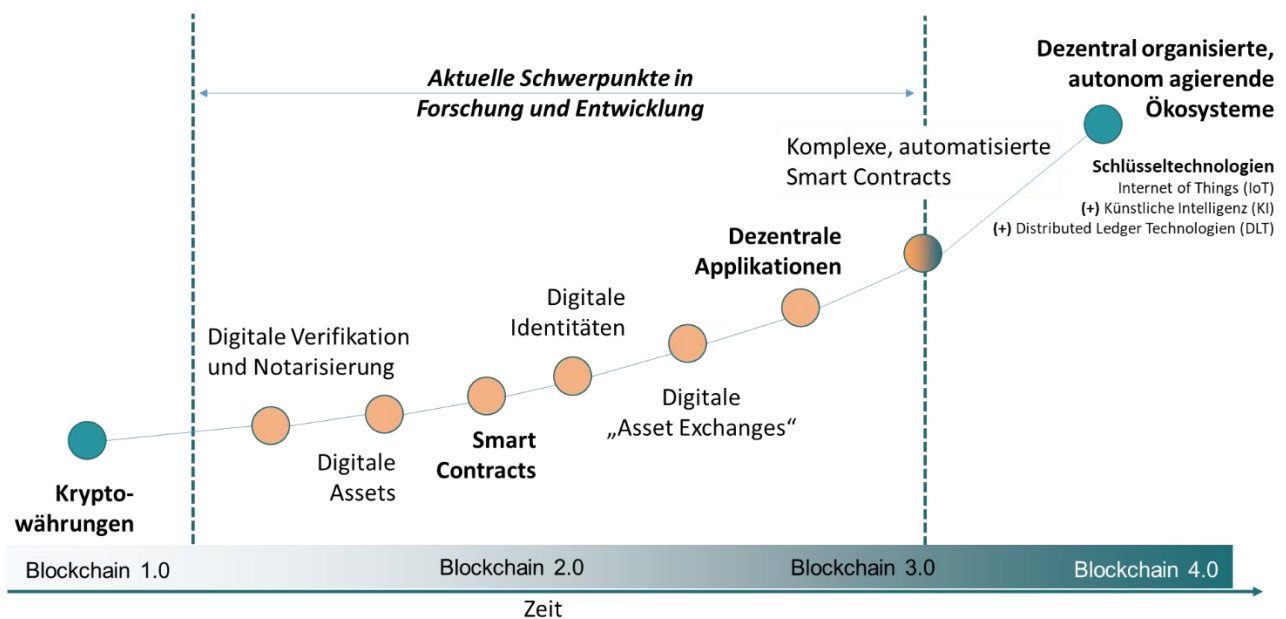 Aktuelle Schwerpunkte in
Forschung und Entwicklung
Dezentral organisierte,
autonom agierende
Ökosysteme
Schlüsseltechnologien
Internet of Things (IoT)
(+) Künstliche Intelligenz (KI)
(+) Distributed Ledger Technologien (DLT)
Komplexe, automatisierte
Smart Contracts
Dezentrale
Applikationen
Digitale
Identitäten
Digitale Verifikation
und Notarisierung
Digitale
„Asset Exchanges“
Smart
Contracts
Digitale
Assets
Krypto-
währungen
Blockchain 1.0
Blockchain 2.0
Blockchain 3.0
Blockchain 4.0
Zeit